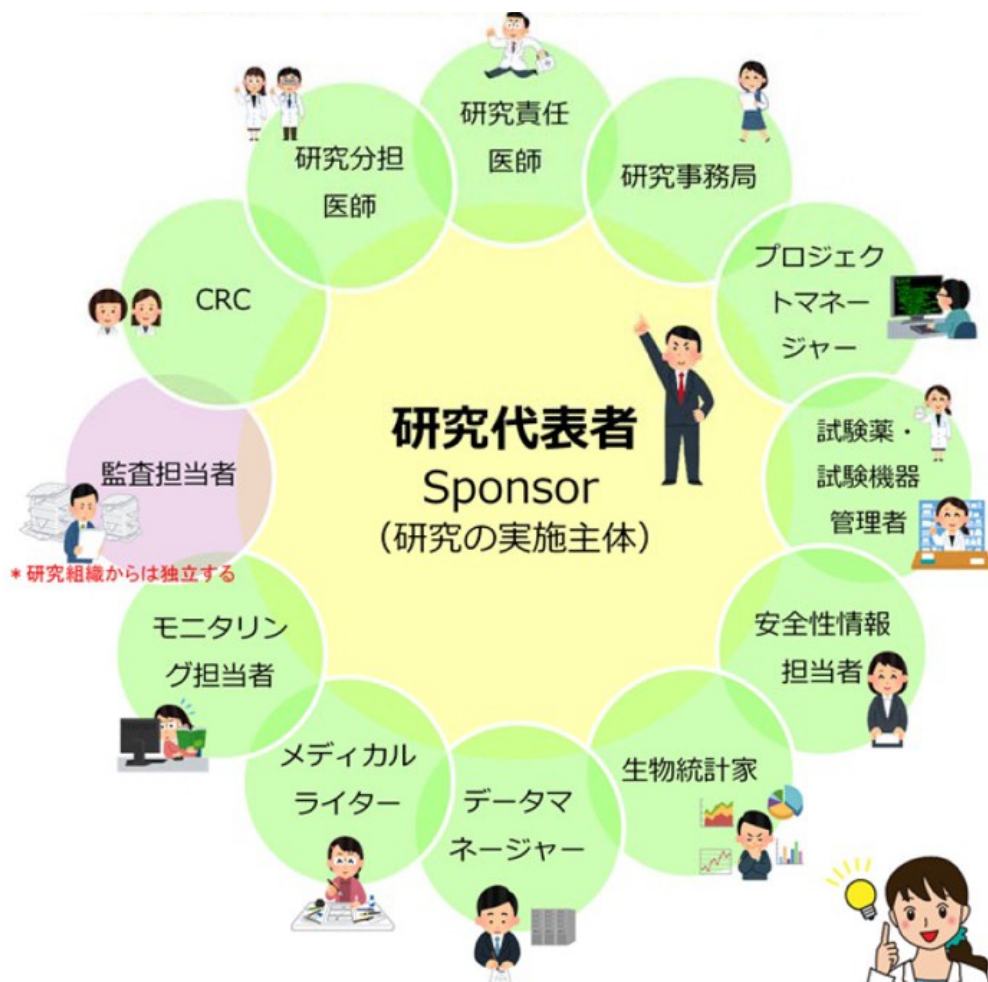 研究責任
医師
研究事務局
プロジェク
トマネー
ジャー
試験薬・
試験機器
管理者
安全性情報
担当者
生物統計家
データマ
ネージャー
メディカル
ライター
モニタリン
グ担当者
監査担当者
＊研究組織からは独立する
CRC
研究分担
医師
研究代表者
Sponsor
（研究の実施主体）